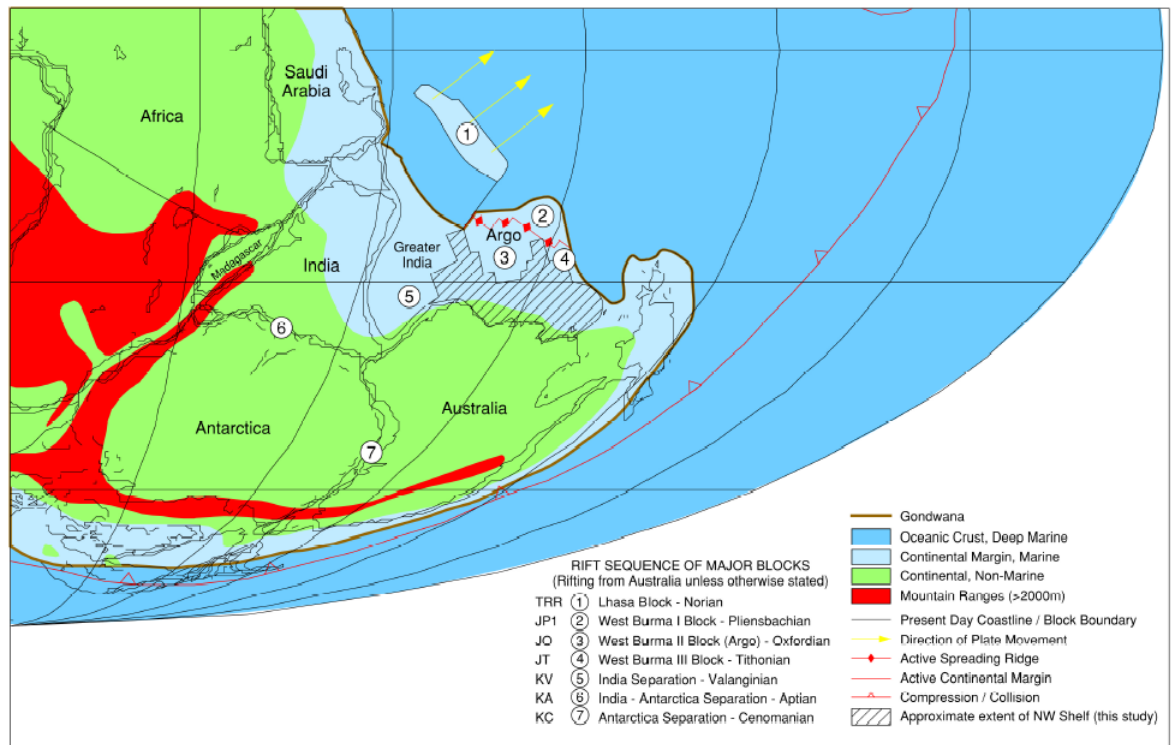 Saudi
Arabia
Africa
1
2
Argo
Greater
India
3
4
Madagascar
India
5
6
Australia
Antarctica
7
Gondwana
Oceanic Crust, Deep Marine
Continental Margin, Marine
Continental, Non-Marine
Mountain Ranges (>2000m)
Present Day Coastline / Block Boundary
Direction of Plate Movement
Active Spreading Ridge
Active Continental Margin
Compression / Collision
Approximate extent of NW Shelf (this study)
RIFT SEQUENCE OF MAJOR BLOCKS
(Rifting from Australia unless otherwise stated)
TRR 1 Lhasa Block - Norian
JP1 2 West Burma I Block - Pliensbachian
JO 3 West Burma II Block (Argo) - Oxfordian
JT 4 West Burma III Block - Tithonian
KV 5 India Separation - Valanginian
KA 6 India - Antarctica Separation - Aptian
KC 7 Antarctica Separation - Cenomanian